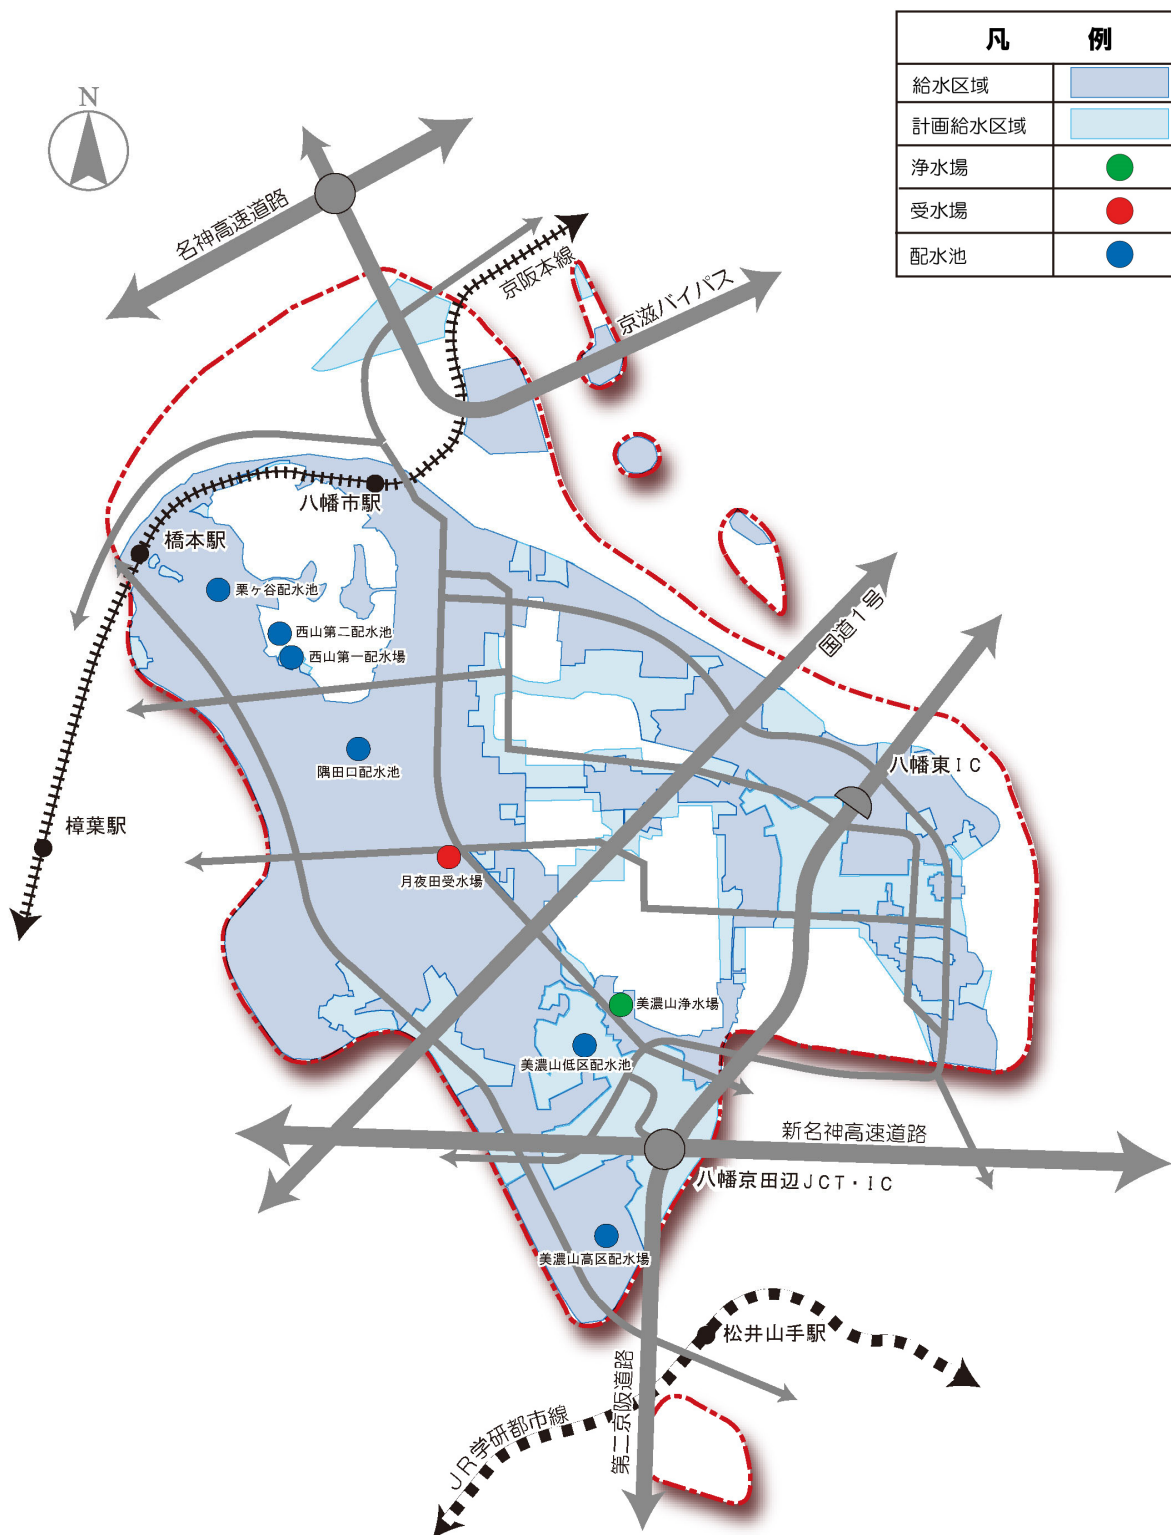 凡 例
給水区域
計画給水区域
浄水場
受水場
配水池
N
名神高速道路
京阪本線
京滋バイパス
八幡市駅
橋本駅
栗ヶ谷配水池
西山第二配水池
西山第一配水場
国道1号
隅田口配水池
八幡東IC
樟葉駅
月夜田受水場
美濃山浄水場
美濃山低区配水池
新名神高速道路
八幡京田辺JCT・IC
美濃山高区配水場
松井山手駅
第二京阪道路
JR学研都市線